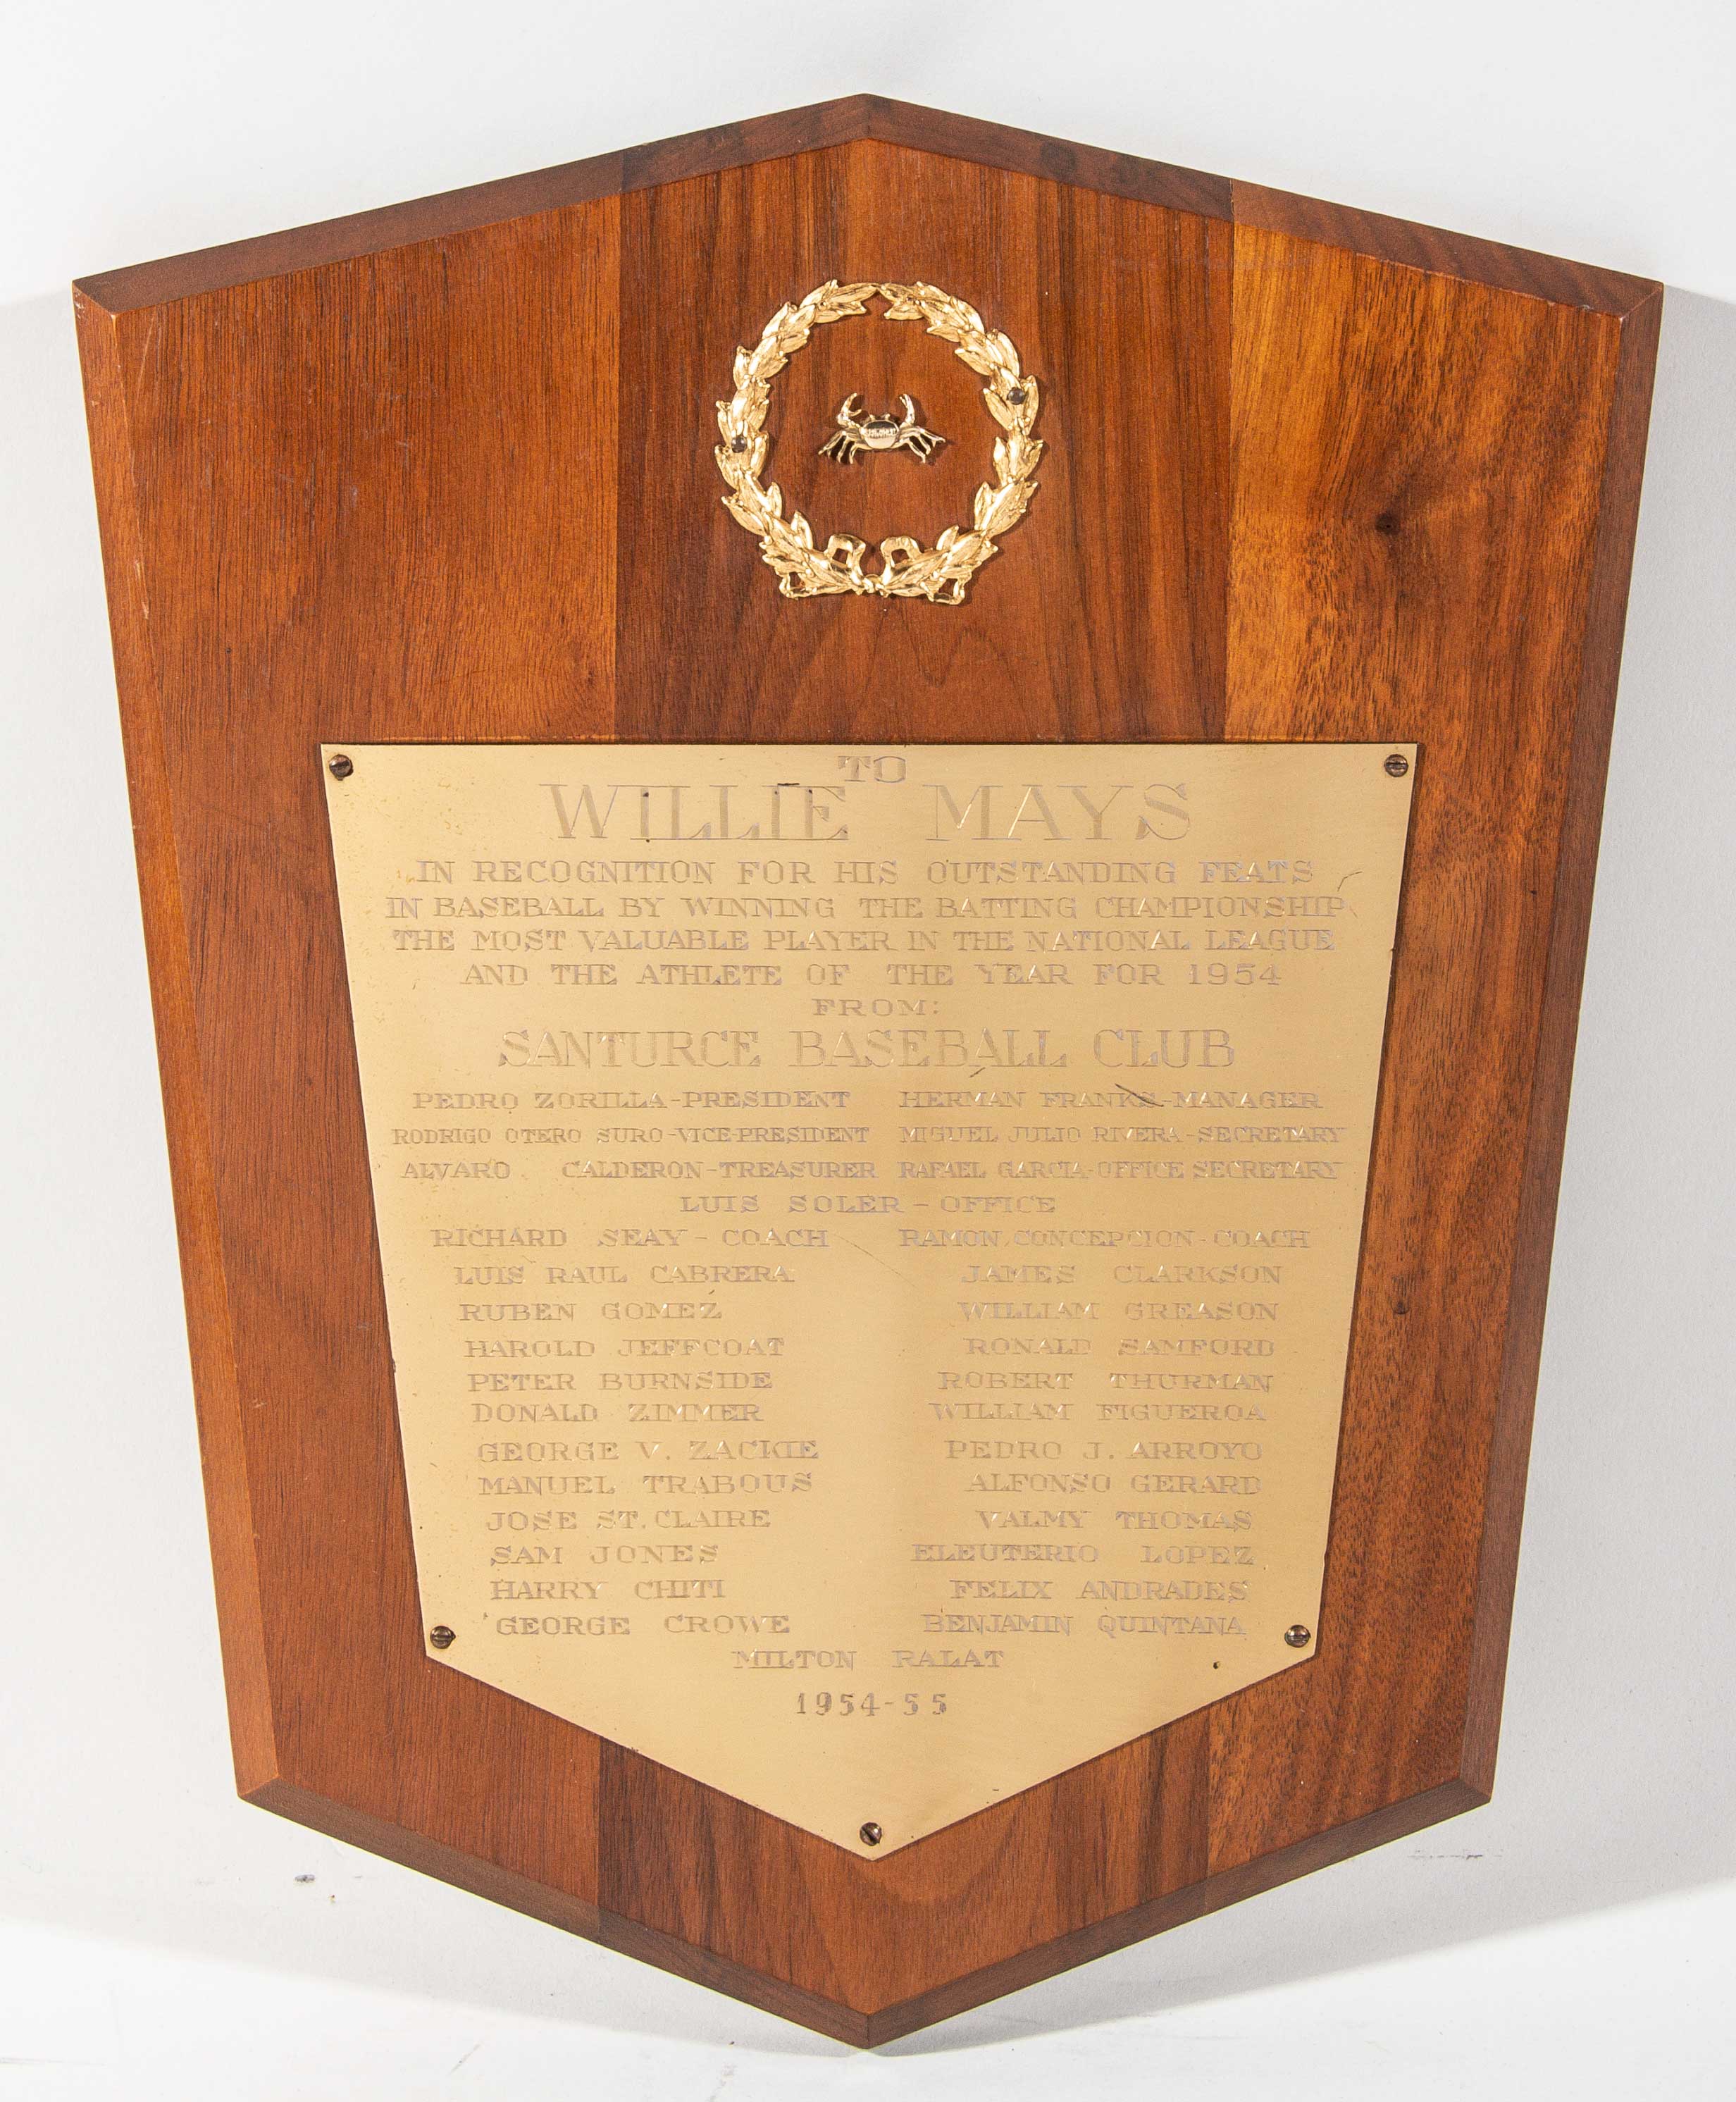 TO
WILLIE MAYS
IN RECOGNITION FOR HIS OUTSTANDING FEATS
IN BASEBALL BY WINNING THE BATTING CHAMPIONSHIP
THE MOST VALUABLE PLAYER IN THE NATIONAL LEAGUE
AND THE ATHLETE OF THE YEAR FOR 1954
FROM:
SANTURCE BASEBALL CLUB
PEDRO ZORILLA-PRESIDENT HERMAN FRANKS-MANAGER
RODRIGO OTERO SURO-VICE-PRESIDENT MIGUEL JULIO RIVERA-SECRETARY
ALVARO CALDERON-TREASURER RAFAEL GARCIA-OFFICE SECRETARY
LUIS SOLER-OFFICE
RICHARD SEAY-COACH RAMON CONCEPCION-COACH
LUIS RAUL CABRERA JAMES CLARKSON
RUBEN GOMEZ WILLIAM GREASON
HAROLD JEFFCOAT RONALD SAMFORD
PETER BURNSIDE ROBERT THURMAN
DONALD ZIMMER WILLIAM FIGUEROA
GEORGE V. ZACKIE PEDRO J. ARROYO
MANUEL TRABOUS ALFONSO GERARD
JOSE ST. CLAIRE VALMY THOMAS
SAM JONES ELEUTERIO LOPEZ
HARRY CHITI FELIX ANDRADES
GEORGE CROWE BENJAMIN QUINTANA
MILTON RALAT
1954-55